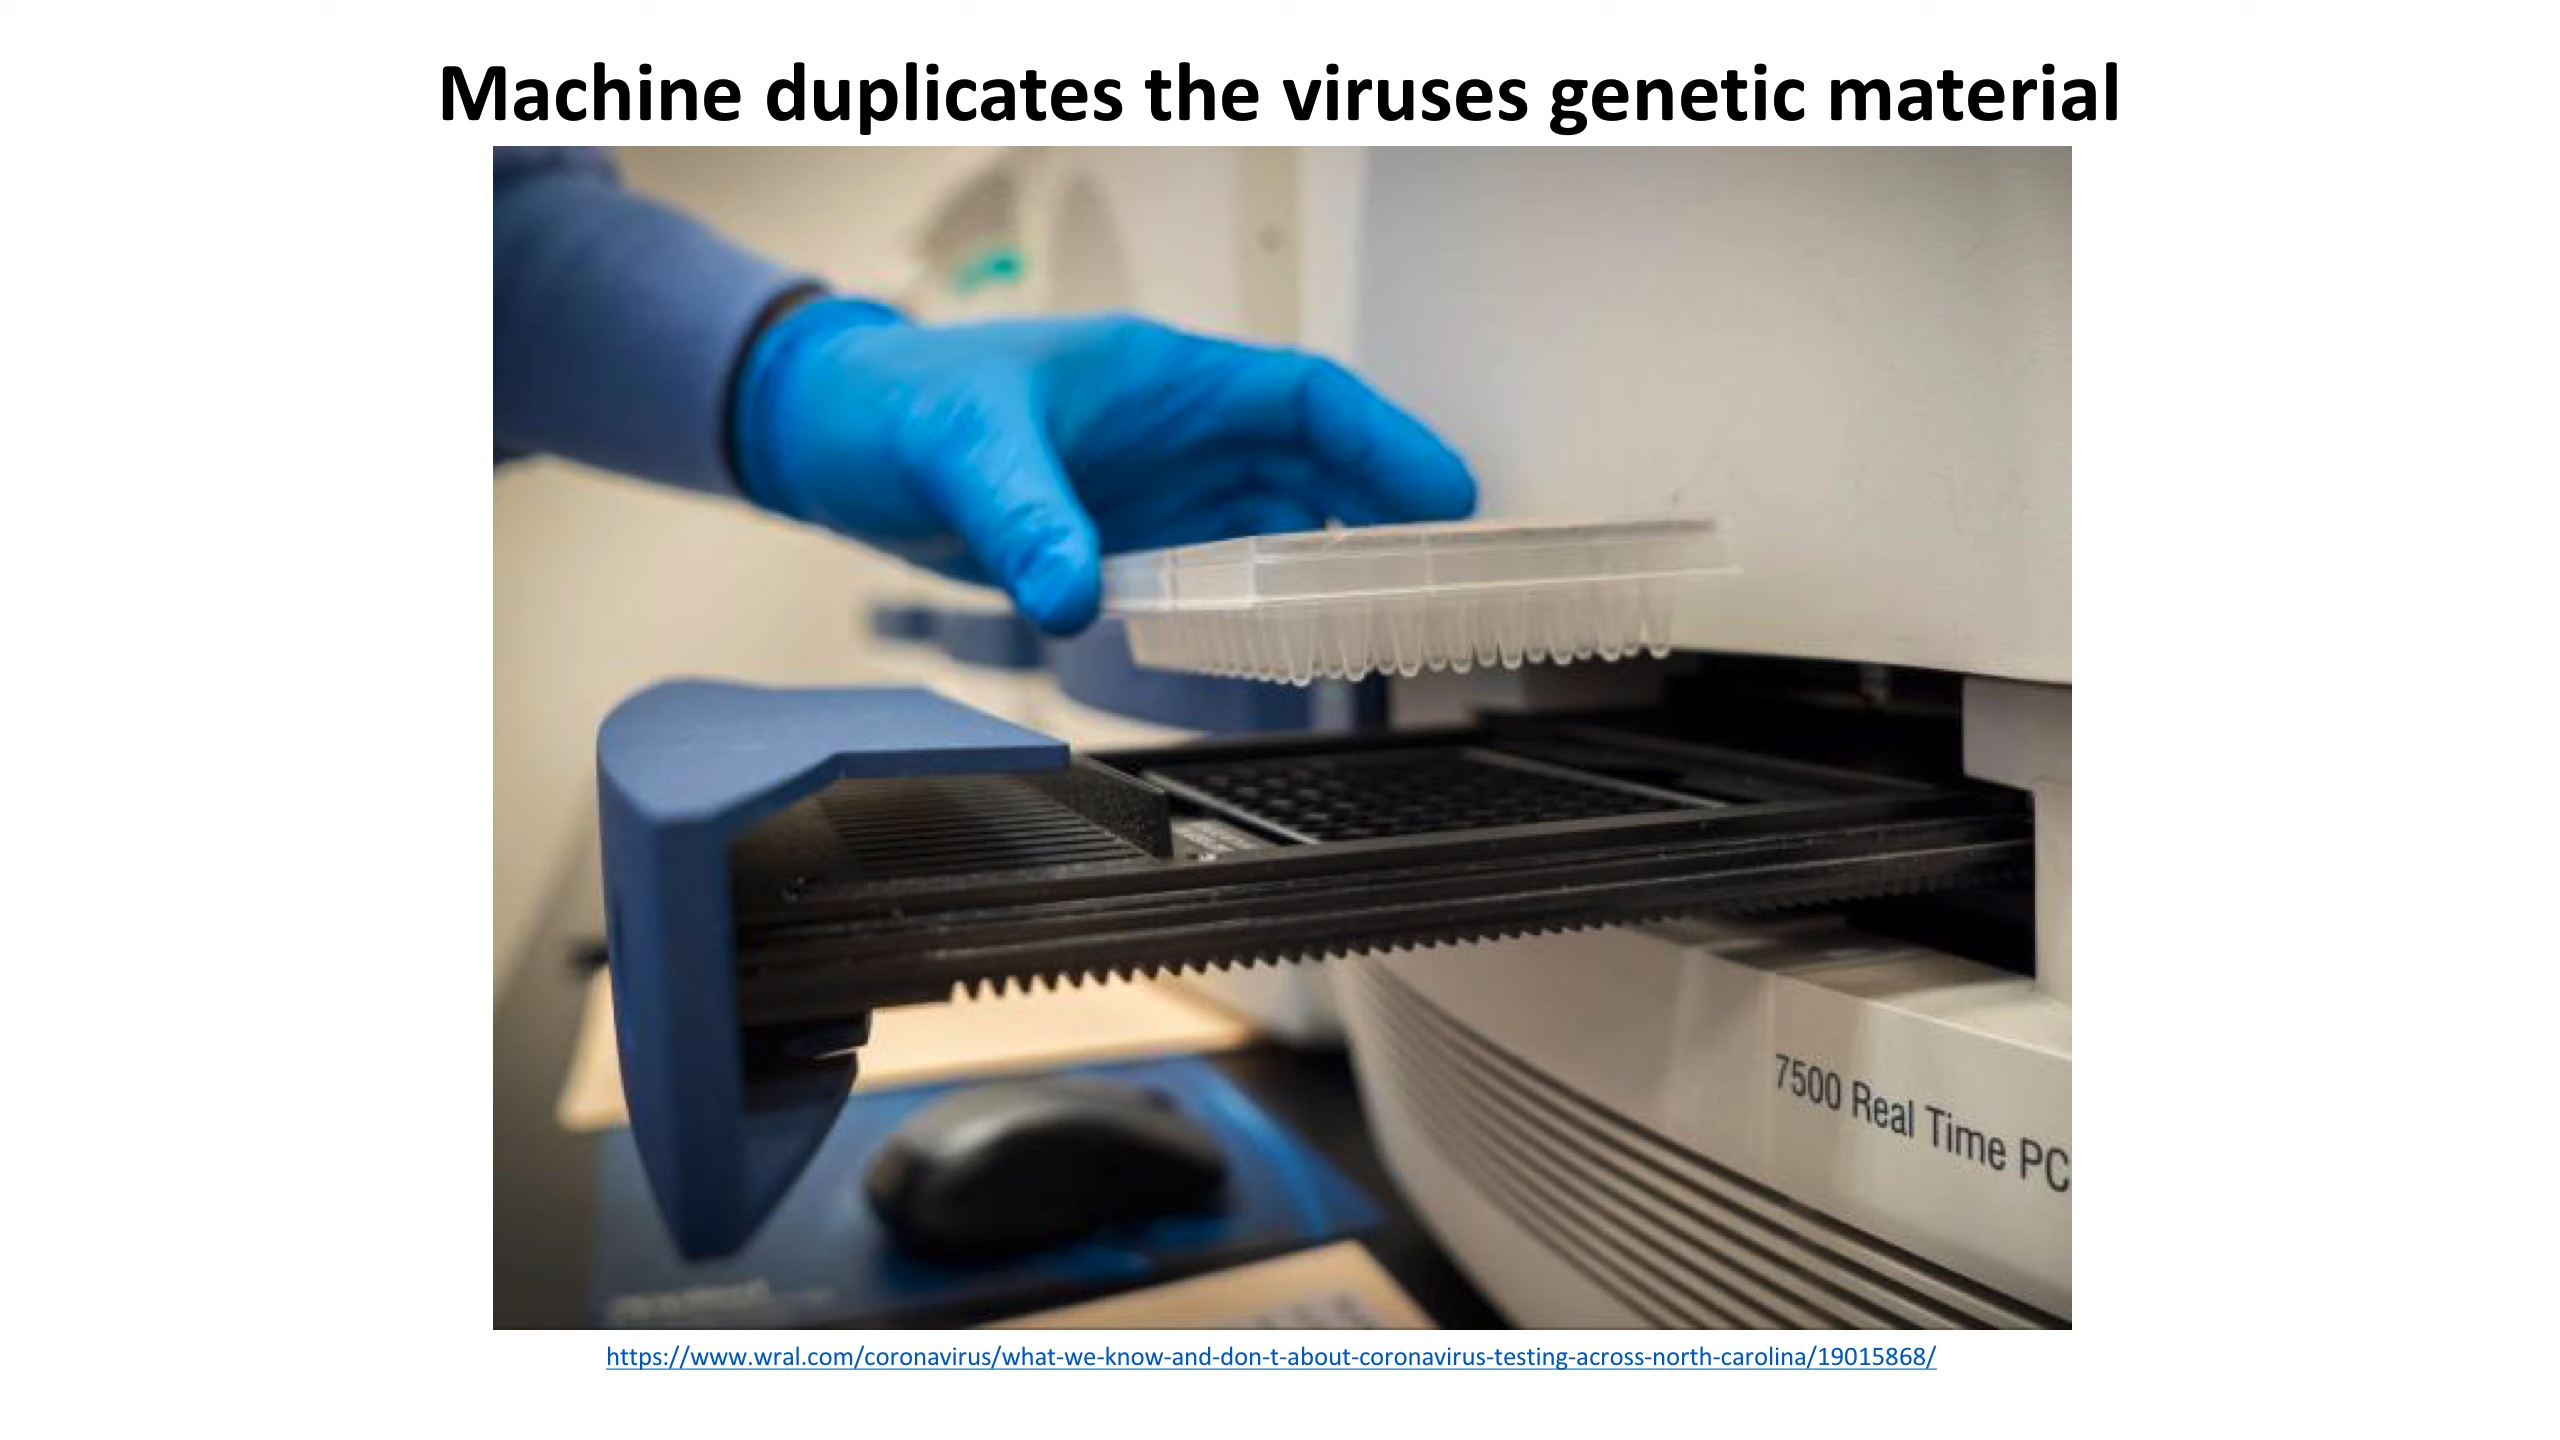 Machine duplicates the viruses genetic material
7500 Real Time PC
https://www.wral.com/coronavirus/what-we-know-and-don-t-about-coronavirus-testing-across-north-carolina/19015868/